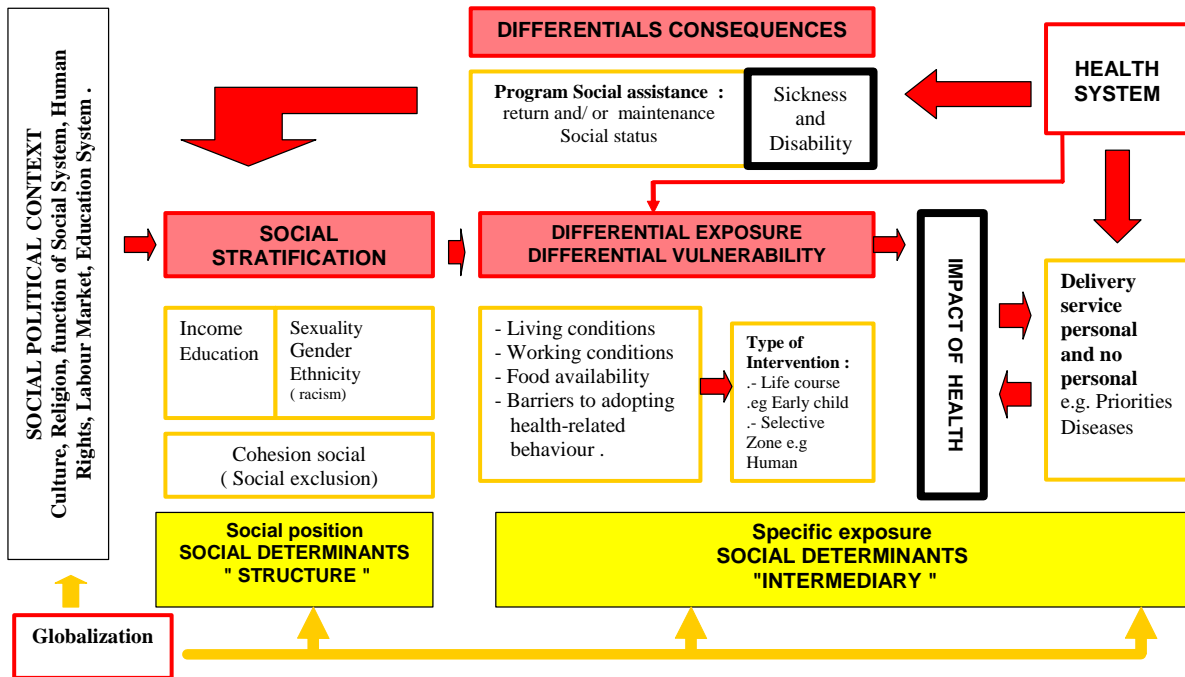 SOCIAL POLITICAL CONTEXT
Culture, Religion, function of Social System, Human
Rights, Labour Market, Education System .
DIFFERENTIALS CONSEQUENCES
Program Social assistance :
return and/ or maintenance
Social status
Sickness
and
Disability
HEALTH
SYSTEM
SOCIAL
STRATIFICATION
DIFFERENTIAL EXPOSURE
DIFFERENTIAL VULNERABILITY
IMPACT OF HEALTH
Income
Education
Sexuality
Gender
Ethnicity
( racism)
Cohesion social
( Social exclusion)
- Living conditions
- Working conditions
- Food availability
- Barriers to adopting
health-related
behaviour .
Type of
Intervention :
.- Life course
.eg Early child
.- Selective
Zone e.g
Human
Delivery
service
personal
and no
personal
e.g. Priorities
Diseases
Social position
SOCIAL DETERMINANTS
" STRUCTURE "
Specific exposure
SOCIAL DETERMINANTS
"INTERMEDIARY "
Globalization